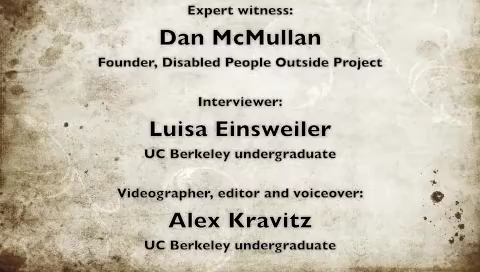 Expert witness:
Dan McMullan
Founder, Disabled People Outside Project
Interviewer:
Luisa Einsweiler
UC Berkeley undergraduate
Videographer, editor and voiceover:
Alex Kravitz
UC Berkeley undergraduate